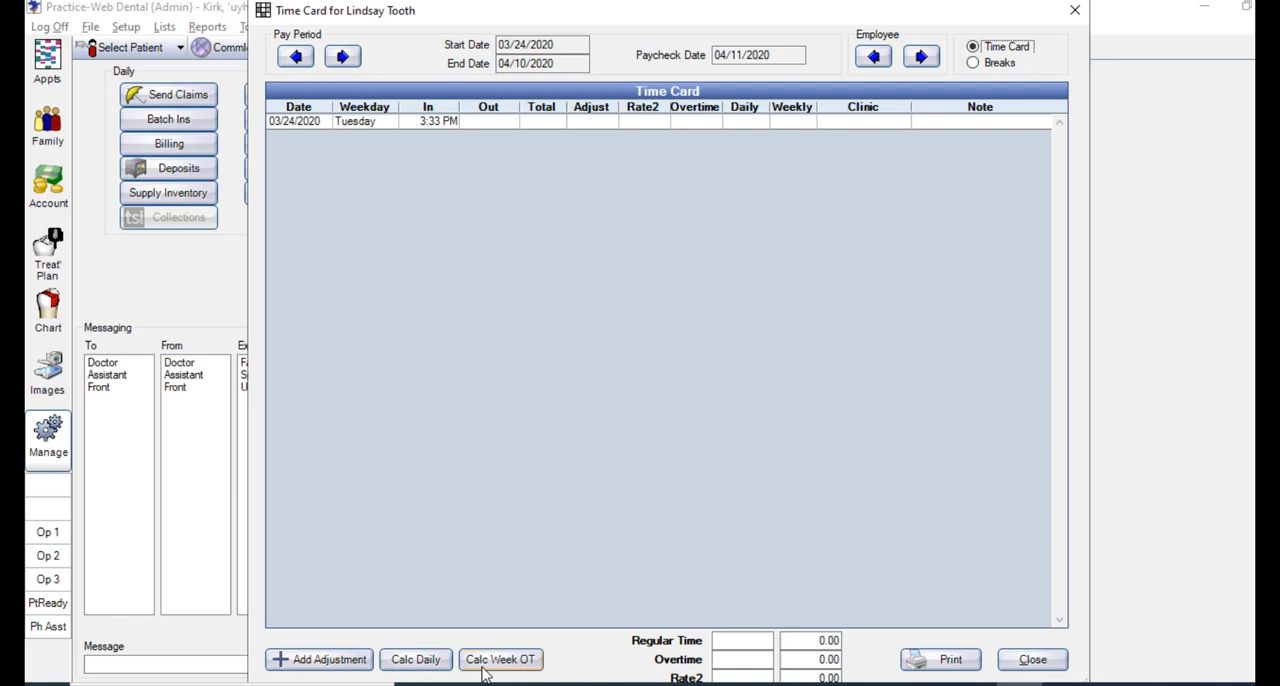 Practice-Web Dental {Admin} - Kirk, 'uyh
Time Card for Lindsay Tooth
Log Off File Setup Lists Reports
Select Patient
Appts
Family
Account
Treat' Plan
Chart
Images
Manage
Op 1
Op 2
Op 3
PtReady
Ph Asst
Daily
Send Claims
Batch Ins
Billing
Deposits
Supply Inventory
tsi Collections
Messaging
To From
Doctor Doctor
Assistant Assistant
Front Front
Message
Pay Period
Start Date 03/24/2020
End Date 04/10/2020
Paycheck Date 04/11/2020
Employee
Time Card
Breaks
Time Card
Date Weekday In Out Total Adjust Rate2 Overtime Daily Weekly Clinic Note
03/24/2020 Tuesday 3:33 PM
Add Adjustment Calc Daily Calc Week OT
Regular Time 0.00
Overtime 0.00
Rate2 0.00
Print Close